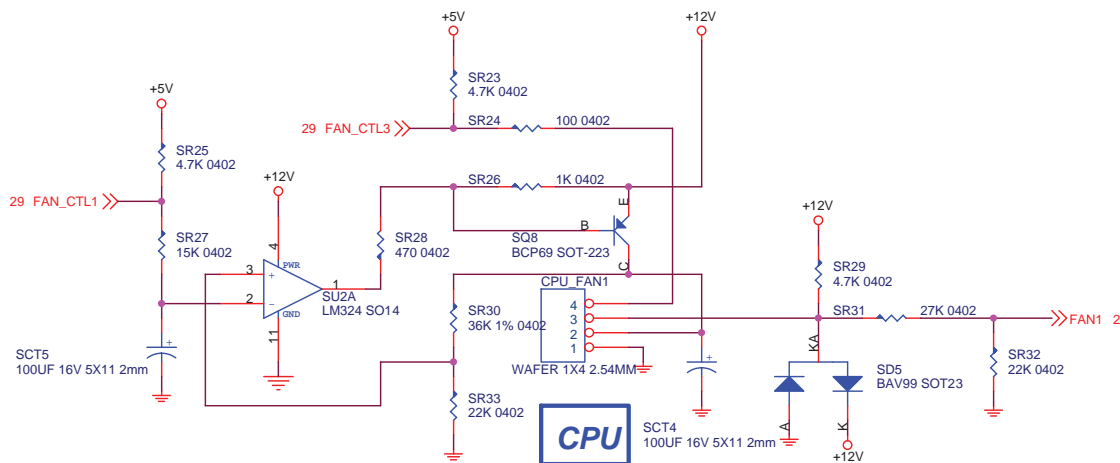 +5V
+12V
SR23
4.7K 0402
+5V
29 FAN_CTL3
SR24
100 0402
SR25
4.7K 0402
+12V
SR26
1K 0402
29 FAN_CTL1
E
B
+12V
4
SR27
15K 0402
SR28
470 0402
SQ8
BCP69 SOT-223
3
+
PWR
C
SR29
4.7K 0402
1
CPU_FAN1
2
−
SU2A
LM324 SO14
GND
4
SR30
36K 1% 0402
3
SR31
27K 0402
FAN1 2
11
2
KA
SCT5
100UF 16V 5X11 2mm
+
1
SR32
22K 0402
WAFER 1X4 2.54MM
+
SD5
BAV99 SOT23
SR33
22K 0402
A
K
CPU
SCT4
100UF 16V 5X11 2mm
+12V